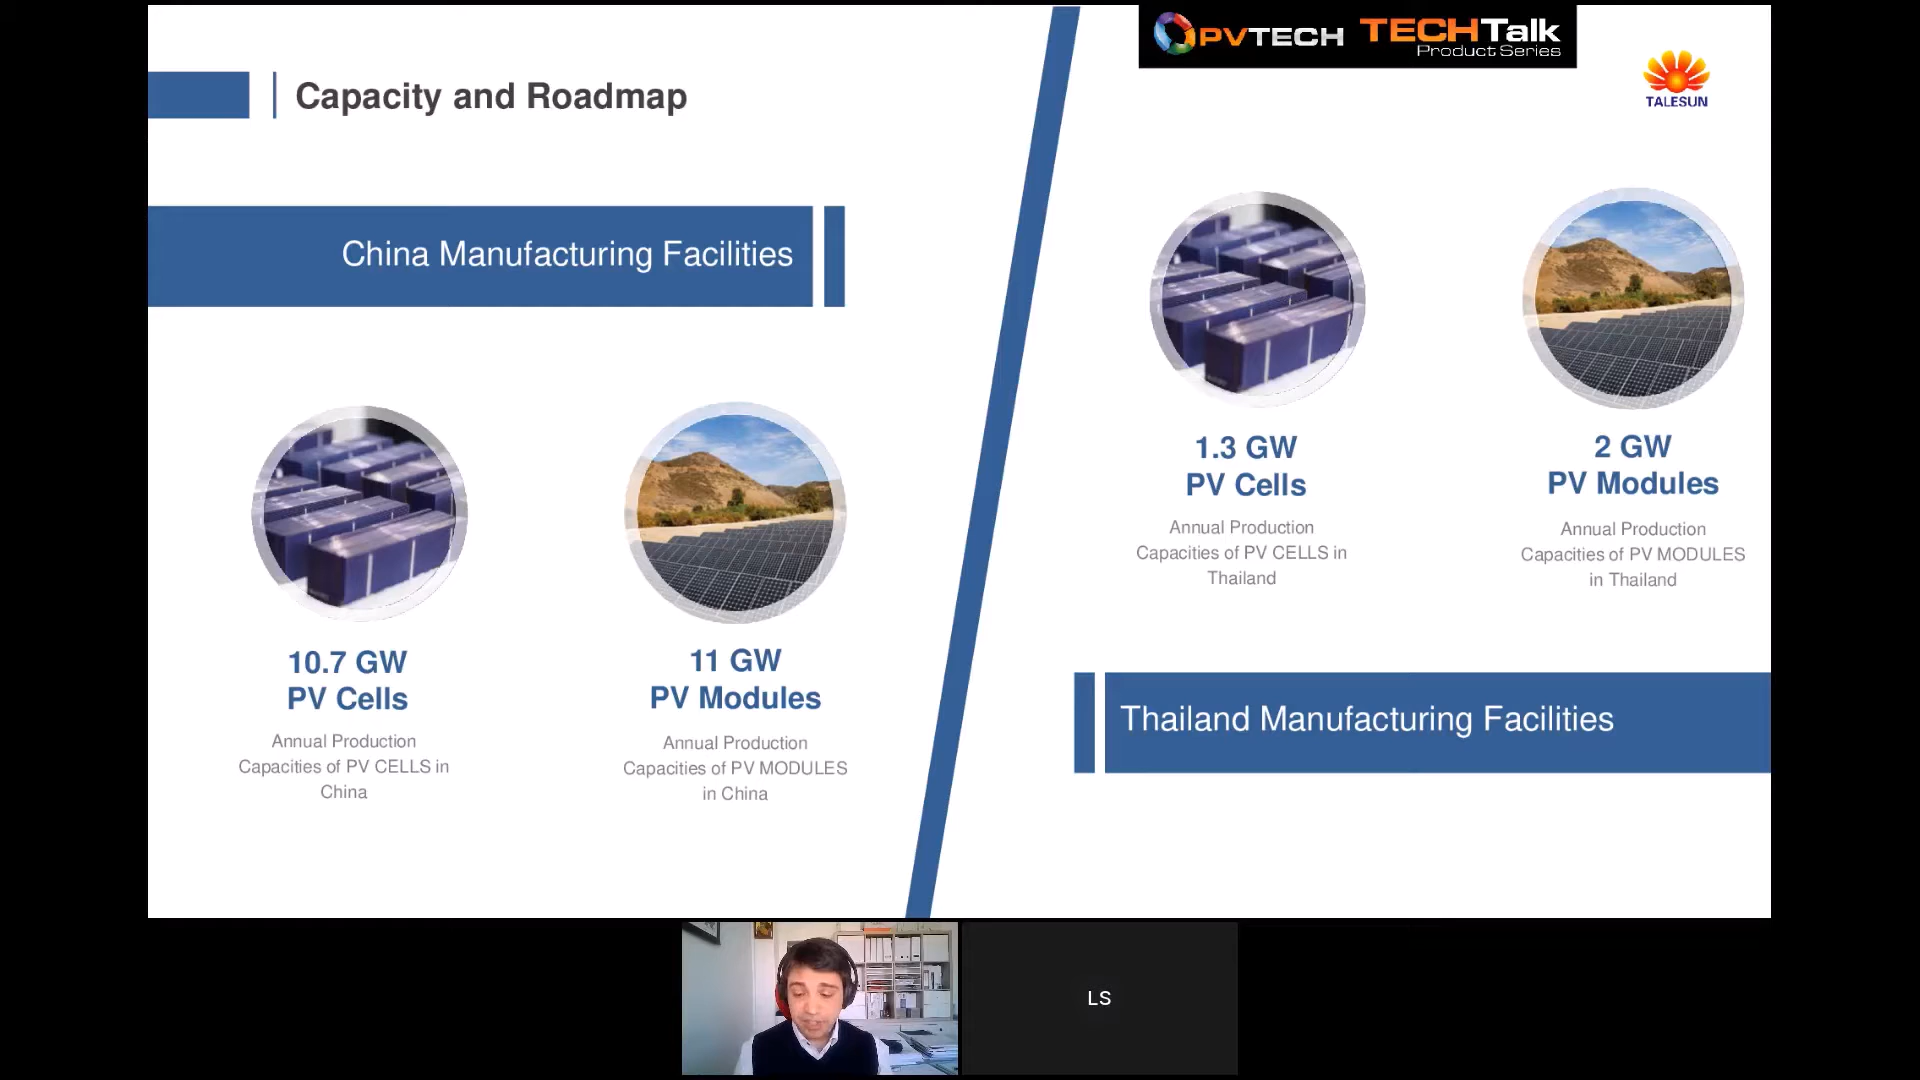 PVTECH TECHTalk
Product Series
TALESUN
Capacity and Roadmap
China Manufacturing Facilities
10.7 GW
PV Cells
Annual Production
Capacities of PV CELLS in
China
11 GW
PV Modules
Annual Production
Capacities of PV MODULES
in China
1.3 GW
PV Cells
Annual Production
Capacities of PV CELLS in
Thailand
2 GW
PV Modules
Annual Production
Capacities of PV MODULES
in Thailand
Thailand Manufacturing Facilities
LS